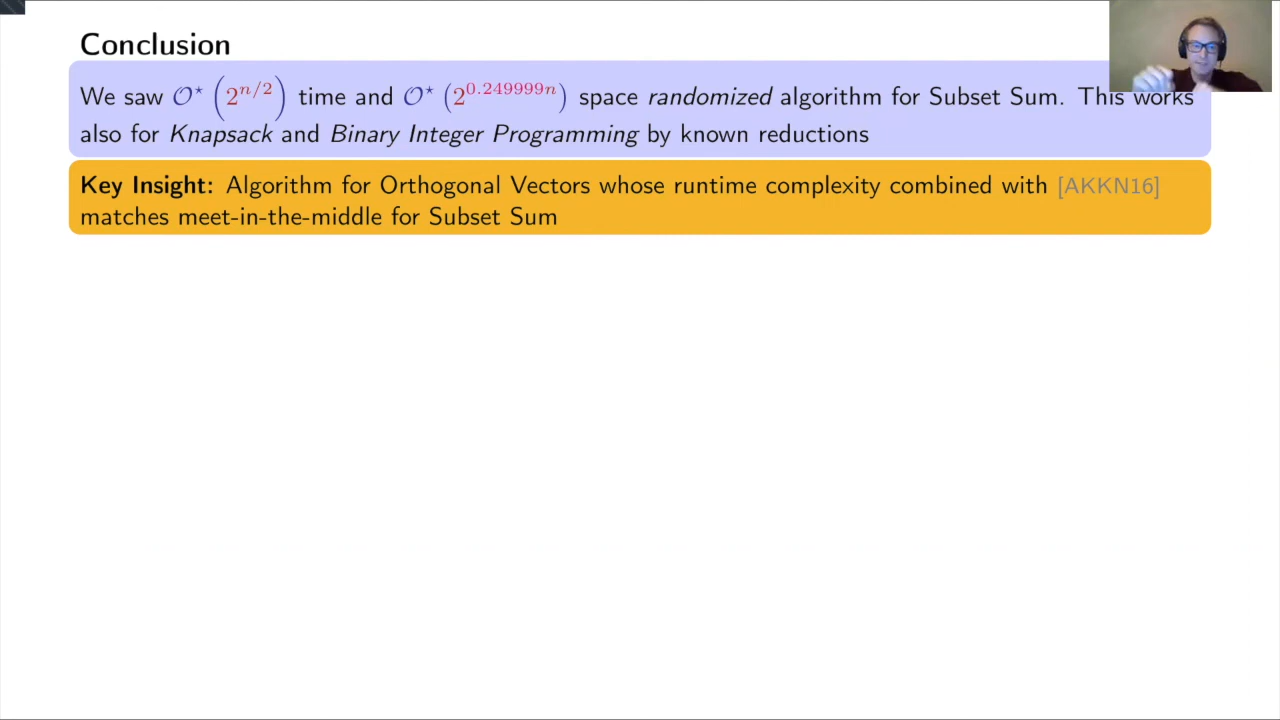 Conclusion
We saw 𝒪⋆(2^{n/2}) time and 𝒪⋆(2^{0.249999n}) space randomized algorithm for Subset Sum. This works
also for Knapsack and Binary Integer Programming by known reductions
Key Insight: Algorithm for Orthogonal Vectors whose runtime complexity combined with [AKKN16]
matches meet-in-the-middle for Subset Sum